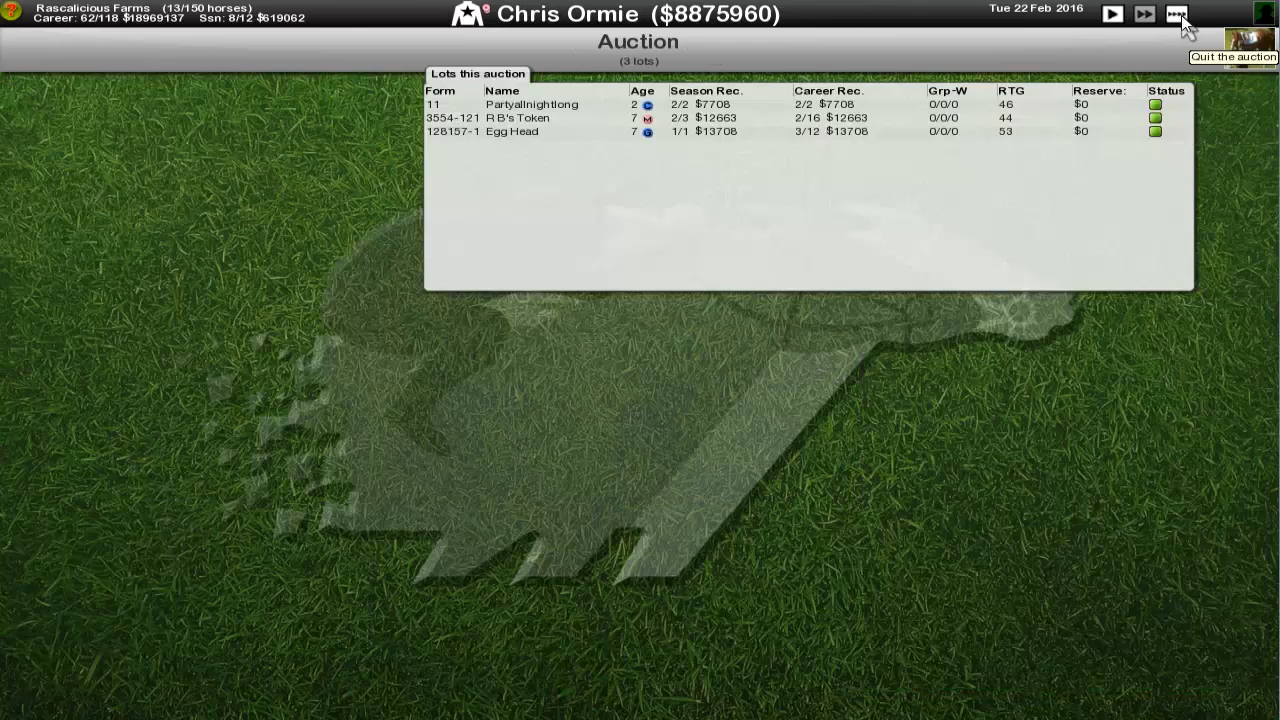 ?
Rascalicious Farms (13/150 horses)
Career: 62/118 $18969137 Ssn: 8/12 $619062
Chris Ormie ($8875960)
Tue 22 Feb 2016
Quit the auction
Auction
(3 lots)
Lots this auction
Form Name Age Season Rec. Career Rec. Grp-W RTG Reserve: Status
11 Partyallnightlong 2 C 2/2 $7708 2/2 $7708 0/0/0 46 $0
3554-121 R B's Token 7 M 2/3 $12663 2/16 $12663 0/0/0 44 $0
128157-1 Egg Head 7 G 1/1 $13708 3/12 $13708 0/0/0 53 $0